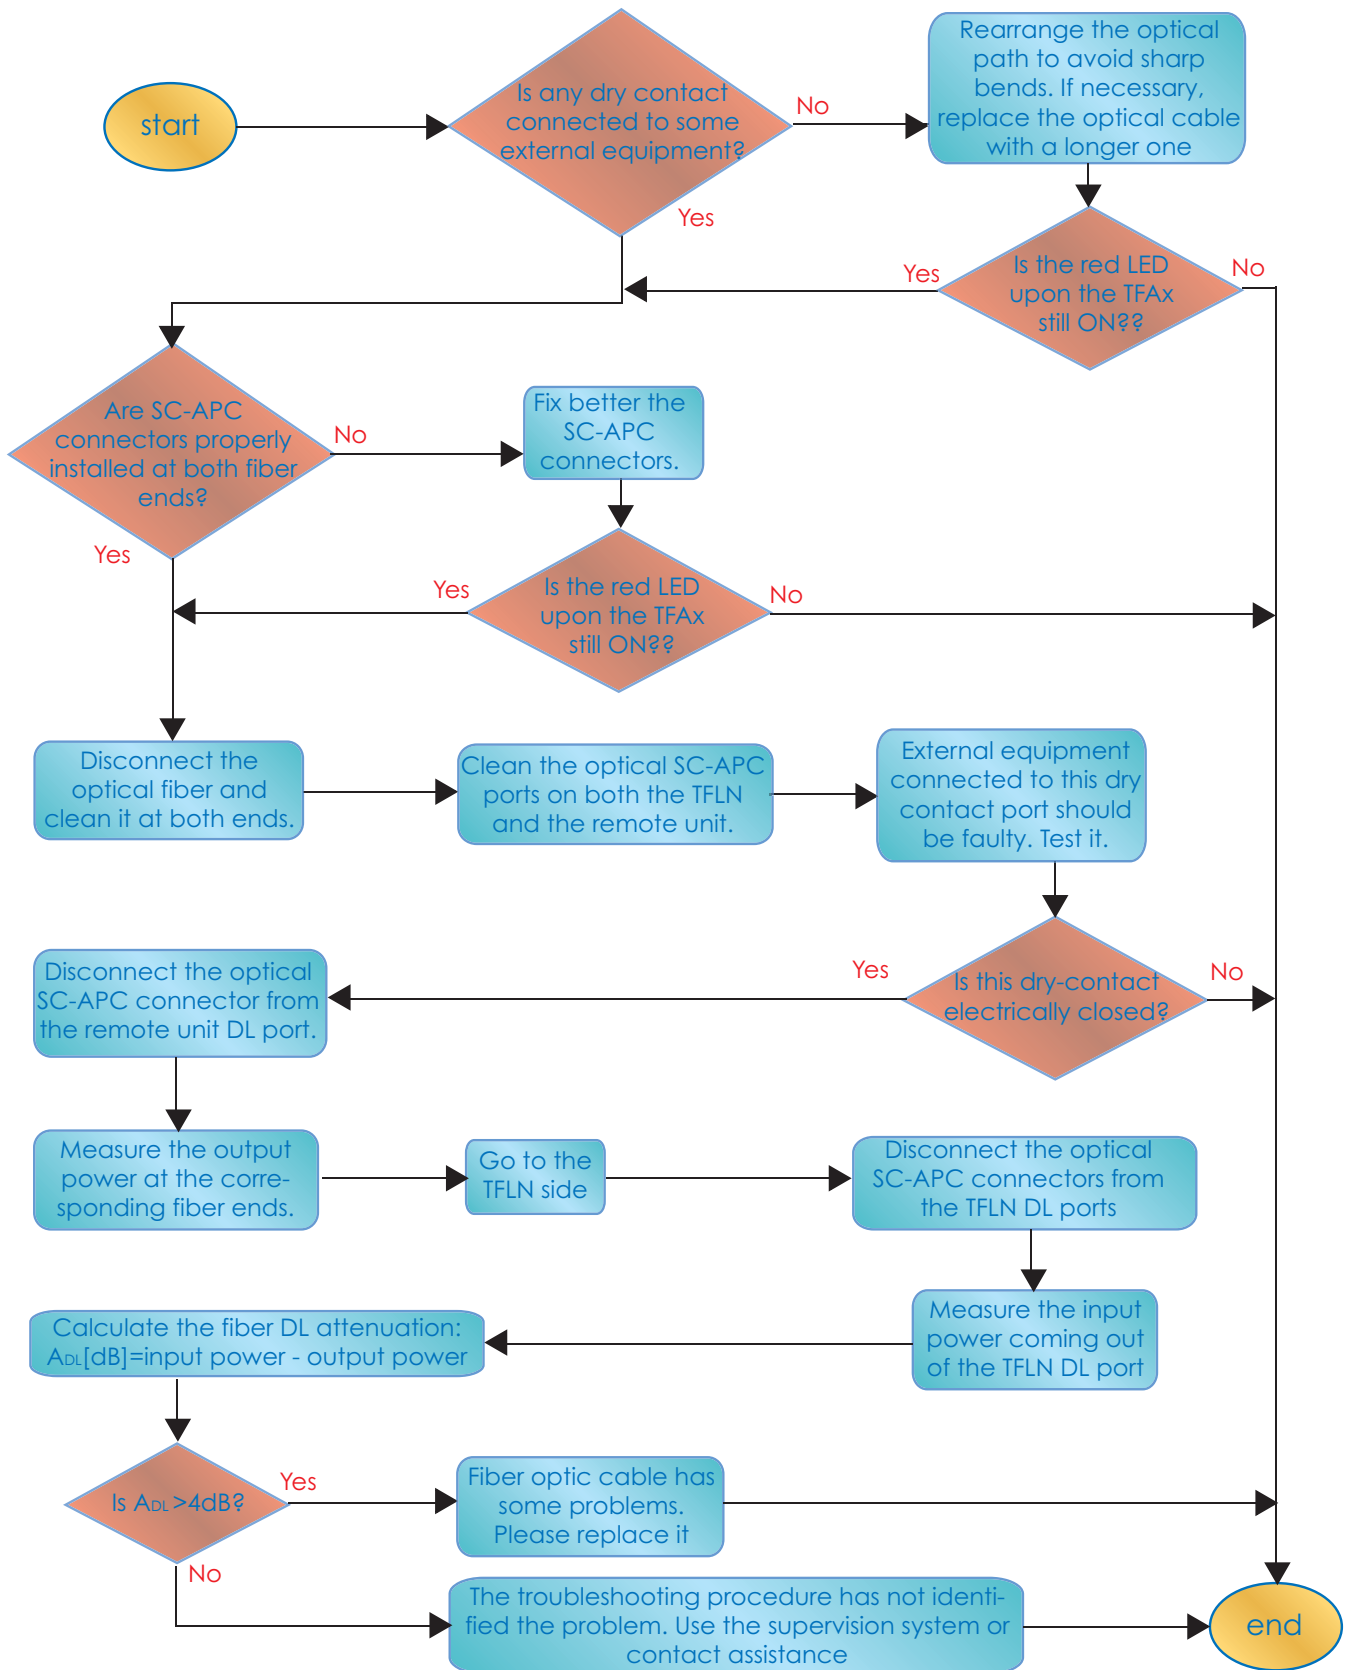 start
Is any dry contact
connected to some
external equipment?
No
Yes
Rearrange the optical
path to avoid sharp
bends. If necessary,
replace the optical cable
with a longer one
Is the red LED
upon the TFAx
still ON??
Yes
No
Are SC-APC
connectors properly
installed at both fiber
ends?
No
Yes
Fix better the
SC-APC
connectors.
Is the red LED
upon the TFAx
still ON??
Yes
No
Disconnect the
optical fiber and
clean it at both ends.
Clean the optical SC-APC
ports on both the TFLN
and the remote unit.
External equipment
connected to this dry
contact port should
be faulty. Test it.
Is this dry-contact
electrically closed?
Yes
No
Disconnect the optical
SC-APC connector from
the remote unit DL port.
Measure the output
power at the corre-
sponding fiber ends.
Go to the
TFLN side
Disconnect the optical
SC-APC connectors from
the TFLN DL ports
Measure the input
power coming out
of the TFLN DL port
Calculate the fiber DL attenuation:
ADL[dB]=input power - output power
Is ADL >4dB?
Yes
No
Fiber optic cable has
some problems.
Please replace it
The troubleshooting procedure has not identi-
fied the problem. Use the supervision system or
contact assistance
end